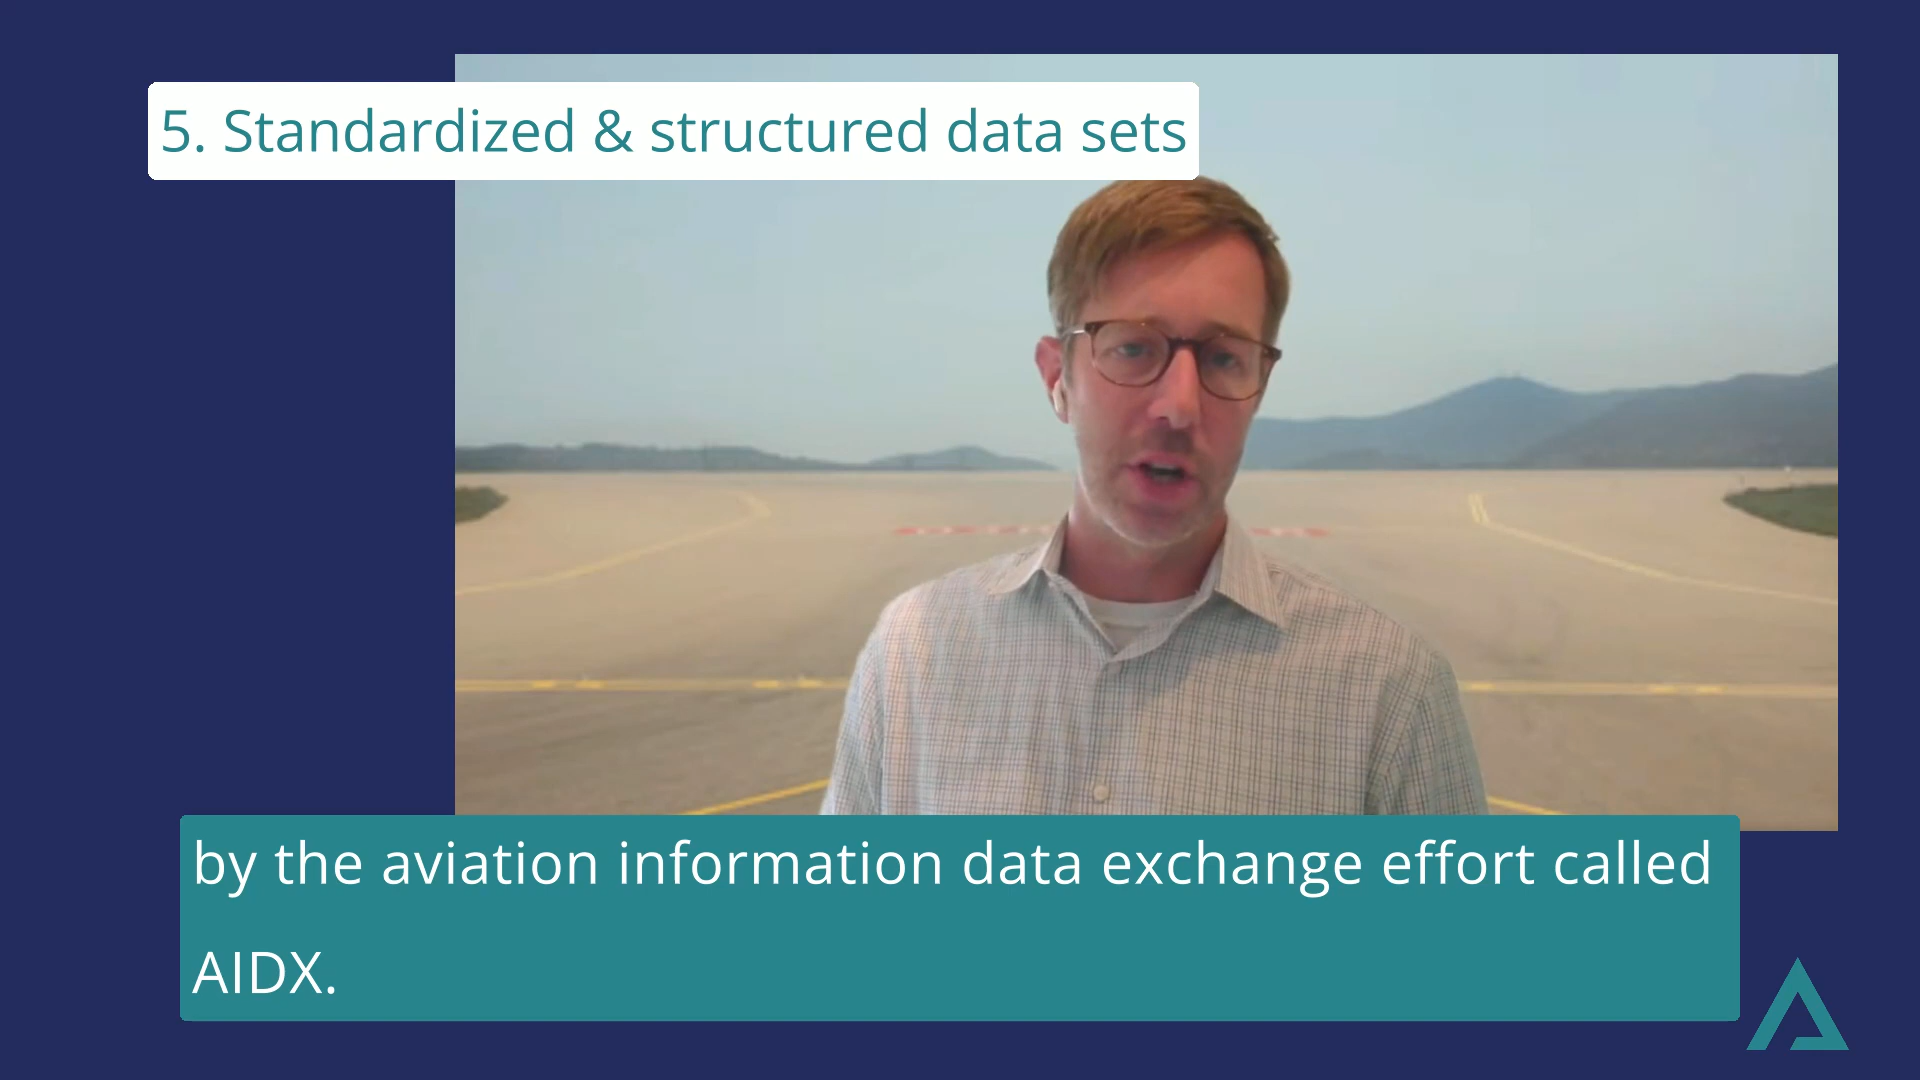 5. Standardized & structured data sets
by the aviation information data exchange effort called
AIDX.